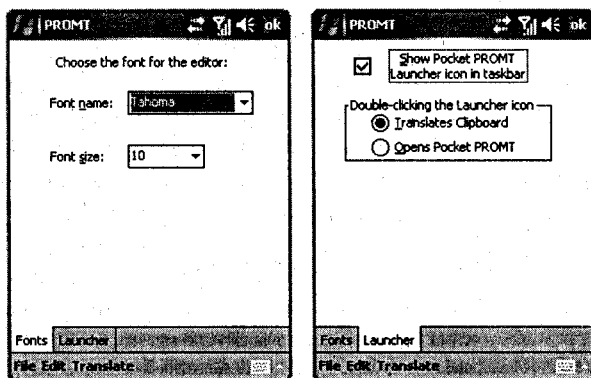 PROMT ok
Choose the font for the editor:
Font name: Tahoma
Font size: 10
Fonts Launcher
File Edit Translate
PROMT ok
Show Pocket PROMT
Launcher icon in taskbar
Double-clicking the Launcher icon
Translates Clipboard
Opens Pocket PROMT
Fonts Launcher
File Edit Translate